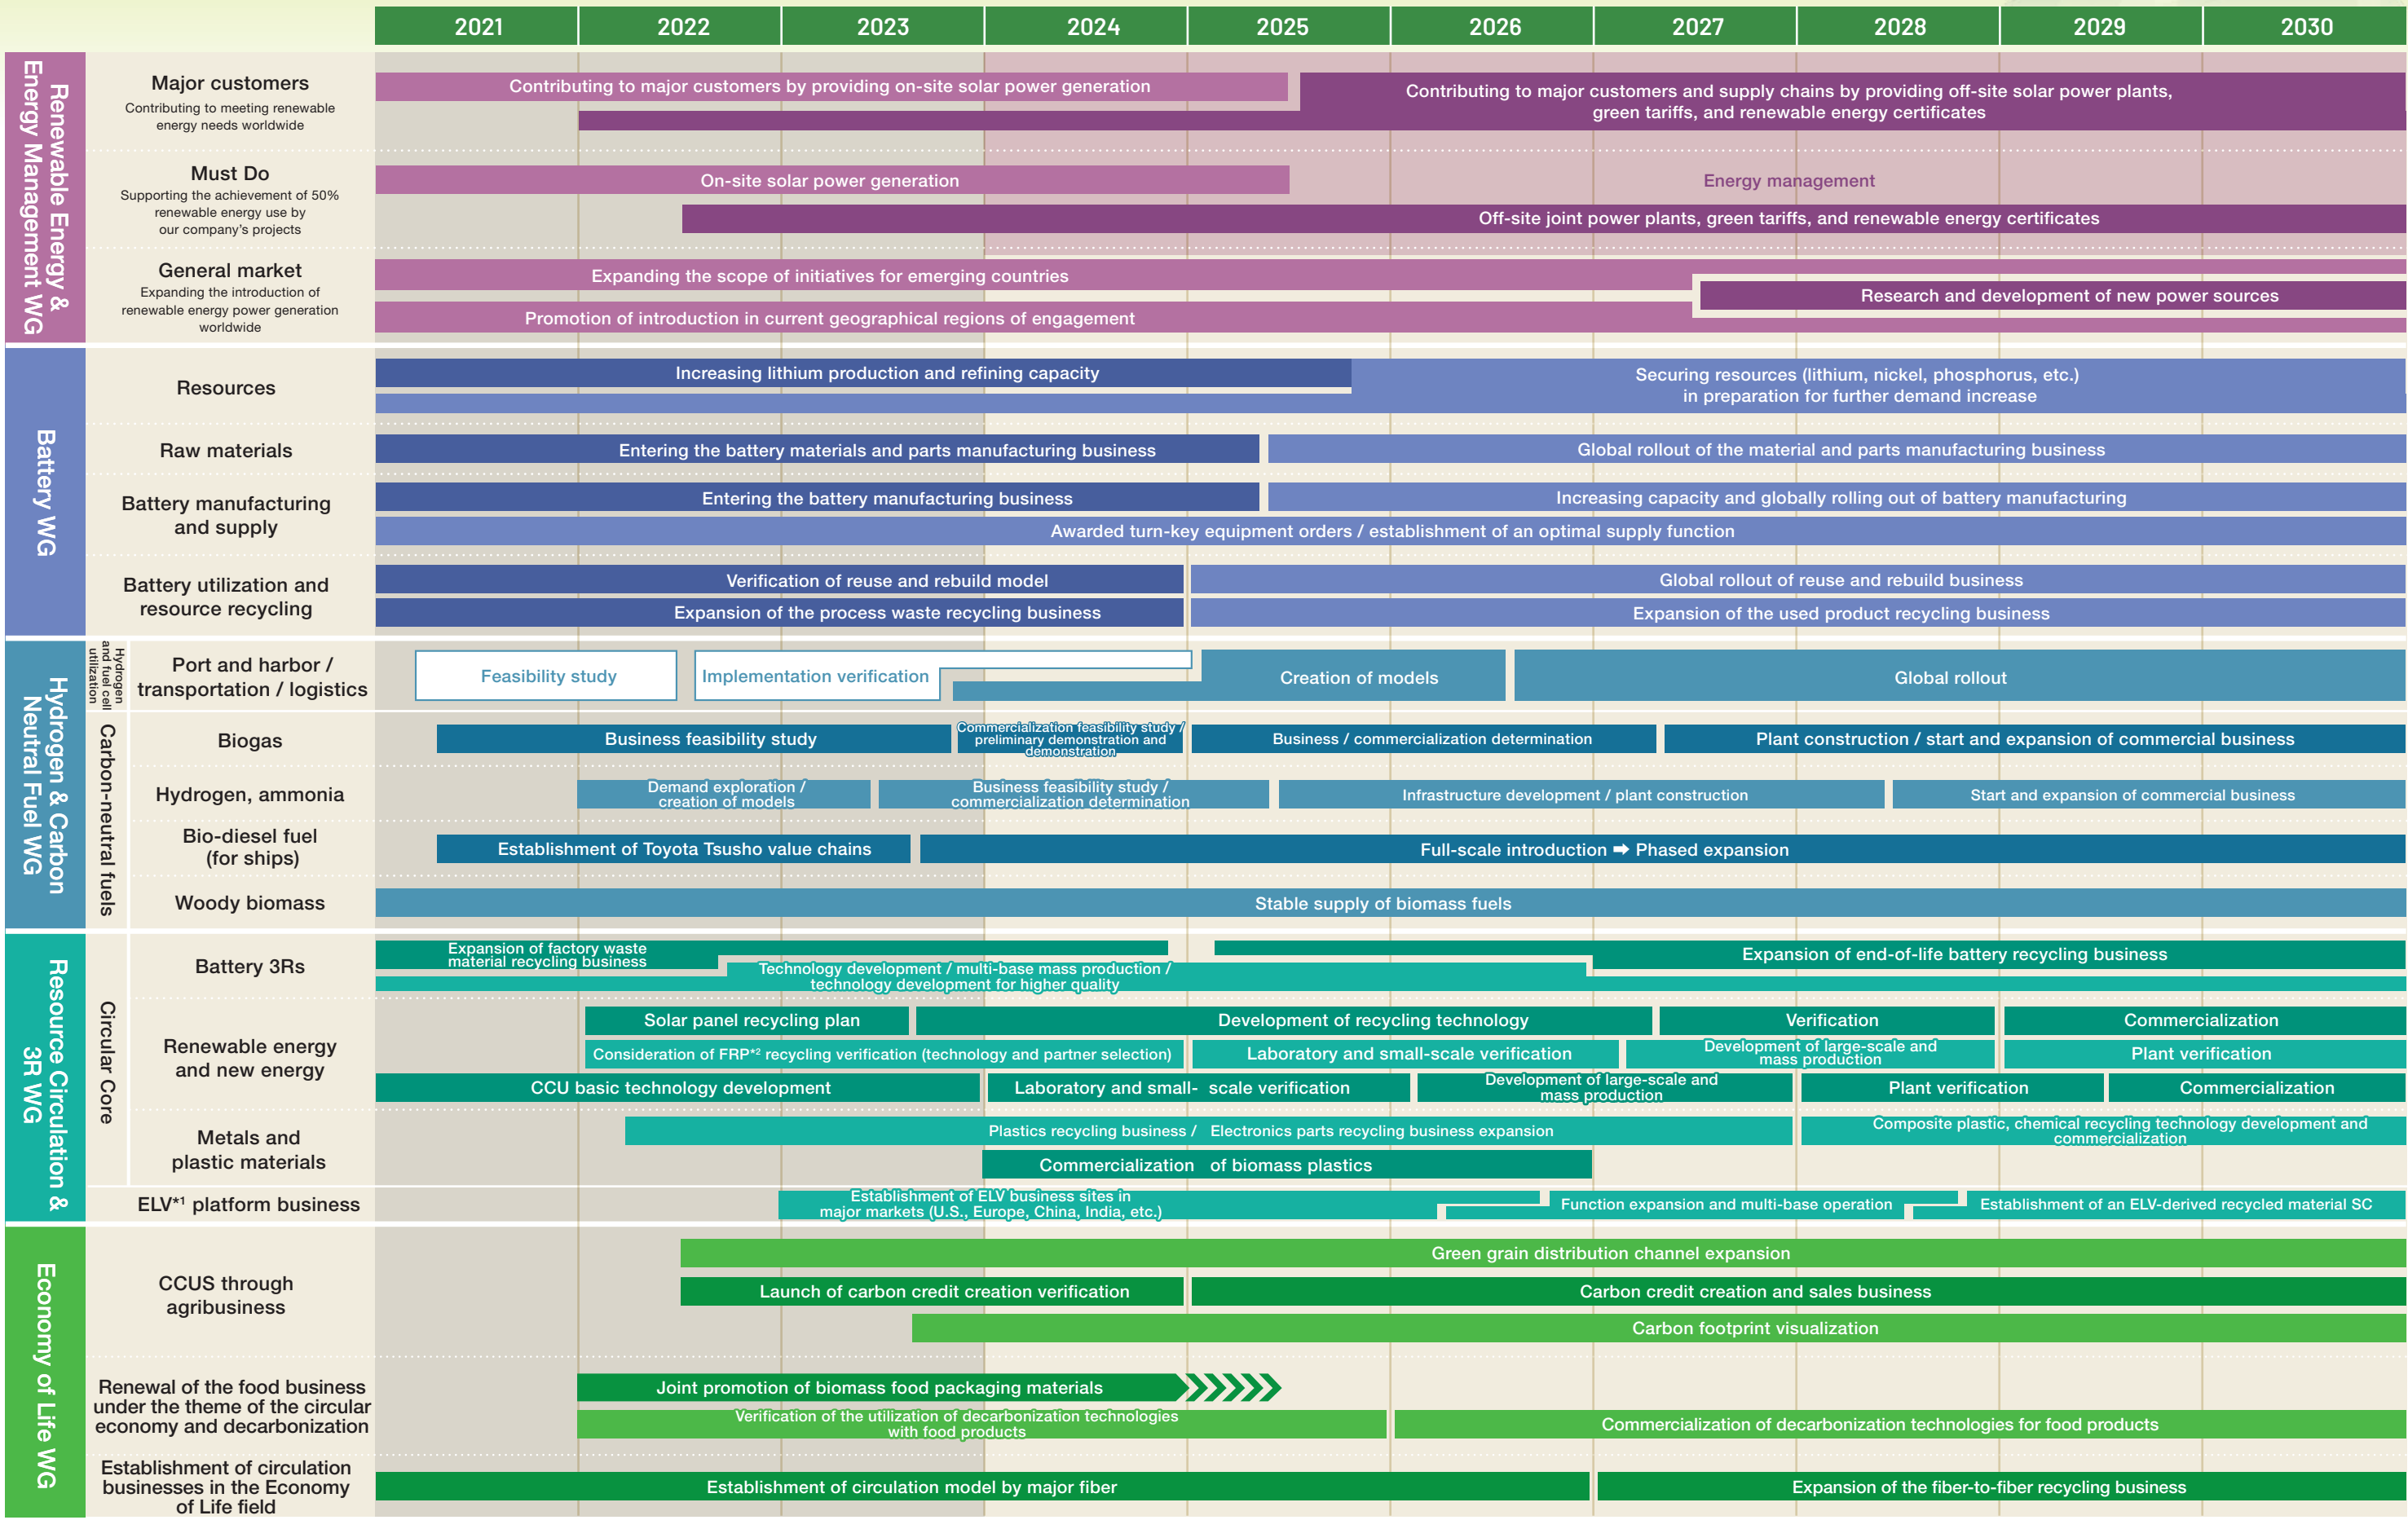 2021 2022 2023 2024 2025 2026 2027 2028 2029 2030
Renewable Energy &
Energy Management WG
Major customers
Contributing to meeting renewable
energy needs worldwide
Contributing to major customers by providing on-site solar power generation
Contributing to major customers and supply chains by providing off-site solar power plants,
green tariffs, and renewable energy certificates
Must Do
Supporting the achievement of 50%
renewable energy use by
our company's projects
On-site solar power generation
Energy management
Off-site joint power plants, green tariffs, and renewable energy certificates
General market
Expanding the introduction of
renewable energy power generation
worldwide
Expanding the scope of initiatives for emerging countries
Research and development of new power sources
Promotion of introduction in current geographical regions of engagement
Battery WG
Resources
Increasing lithium production and refining capacity
Securing resources (lithium, nickel, phosphorus, etc.)
in preparation for further demand increase
Raw materials
Entering the battery materials and parts manufacturing business
Global rollout of the material and parts manufacturing business
Battery manufacturing
and supply
Entering the battery manufacturing business
Increasing capacity and globally rolling out of battery manufacturing
Awarded turn-key equipment orders / establishment of an optimal supply function
Battery utilization and
resource recycling
Verification of reuse and rebuild model
Global rollout of reuse and rebuild business
Expansion of the process waste recycling business
Expansion of the used product recycling business
Hydrogen & Carbon
Neutral Fuel WG
Hydrogen
and fuel cell
utilization
Port and harbor /
transportation / logistics
Feasibility study
Implementation verification
Creation of models
Global rollout
Carbon-neutral fuels
Biogas
Business feasibility study
Commercialization feasibility study /
preliminary demonstration and
demonstration
Business / commercialization determination
Plant construction / start and expansion of commercial business
Hydrogen, ammonia
Demand exploration /
creation of models
Business feasibility study /
commercialization determination
Infrastructure development / plant construction
Start and expansion of commercial business
Bio-diesel fuel
(for ships)
Establishment of Toyota Tsusho value chains
Full-scale introduction ➡ Phased expansion
Woody biomass
Stable supply of biomass fuels
Resource Circulation &
3R WG
Circular Core
Battery 3Rs
Expansion of factory waste
material recycling business
Expansion of end-of-life battery recycling business
Technology development / multi-base mass production /
technology development for higher quality
Renewable energy
and new energy
Solar panel recycling plan
Development of recycling technology
Verification
Commercialization
Consideration of FRP*2 recycling verification (technology and partner selection)
Laboratory and small-scale verification
Development of large-scale and
mass production
Plant verification
CCU basic technology development
Laboratory and small- scale verification
Development of large-scale and
mass production
Plant verification
Commercialization
Metals and
plastic materials
Plastics recycling business / Electronics parts recycling business expansion
Composite plastic, chemical recycling technology development and
commercialization
Commercialization of biomass plastics
ELV*1 platform business
Establishment of ELV business sites in
major markets (U.S., Europe, China, India, etc.)
Function expansion and multi-base operation
Establishment of an ELV-derived recycled material SC
Economy of Life WG
CCUS through
agribusiness
Green grain distribution channel expansion
Launch of carbon credit creation verification
Carbon credit creation and sales business
Carbon footprint visualization
Renewal of the food business
under the theme of the circular
economy and decarbonization
Joint promotion of biomass food packaging materials
Verification of the utilization of decarbonization technologies
with food products
Commercialization of decarbonization technologies for food products
Establishment of circulation
businesses in the Economy
of Life field
Establishment of circulation model by major fiber
Expansion of the fiber-to-fiber recycling business